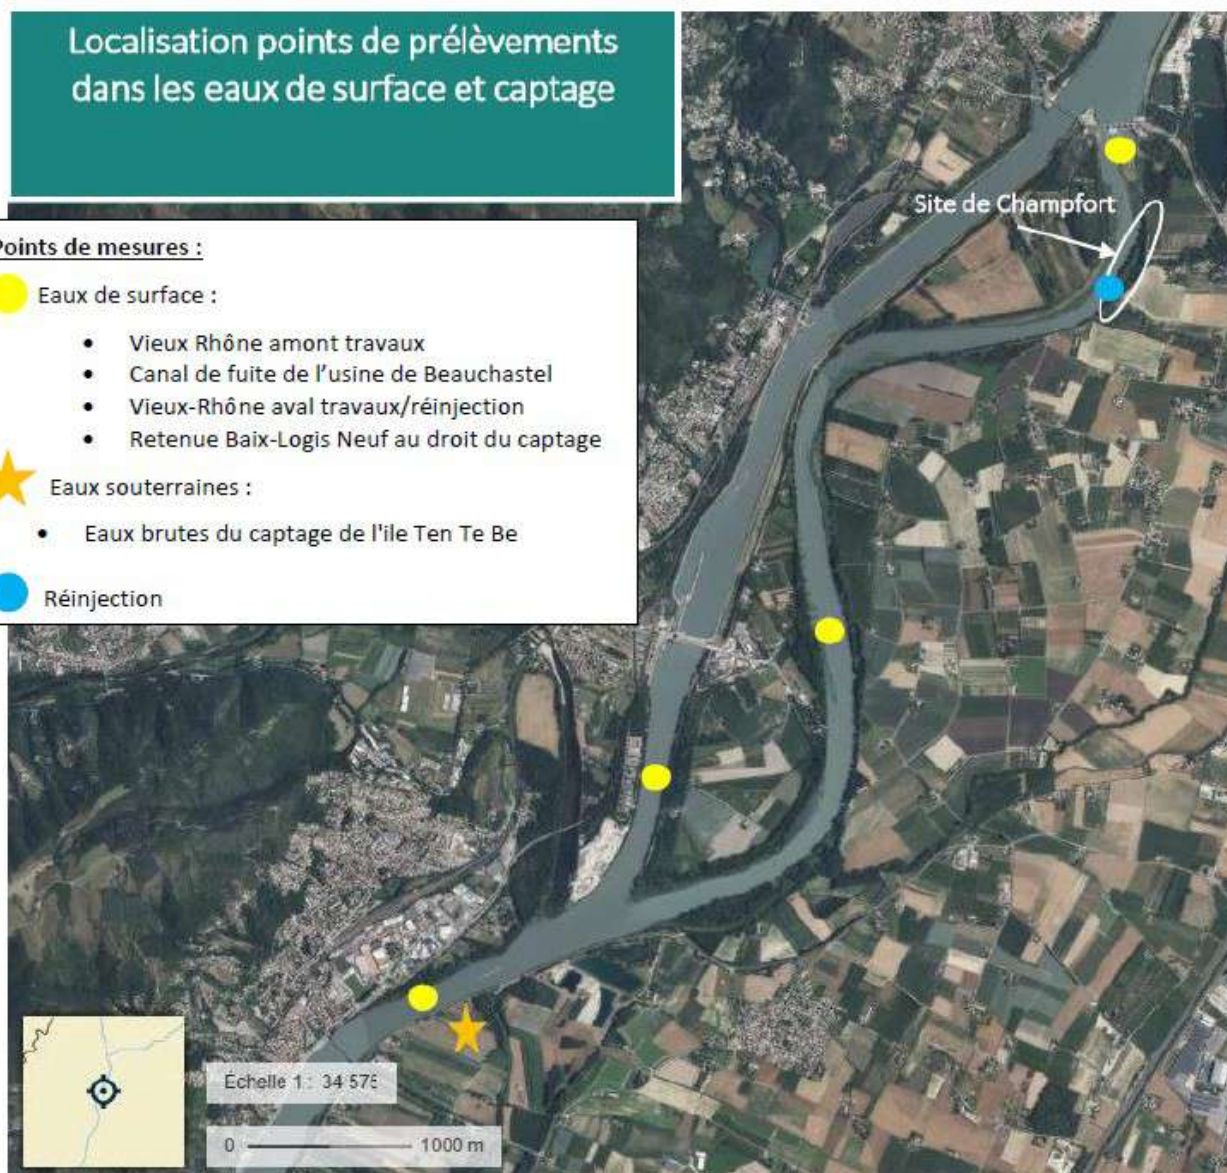 Localisation points de prélèvements
dans les eaux de surface et captage
Site de Champfort
Points de mesures :
Eaux de surface :
• Vieux Rhône amont travaux
• Canal de fuite de l'usine de Beauchastel
• Vieux-Rhône aval travaux/réinjection
• Retenue Baix-Logis Neuf au droit du captage
Eaux souterraines :
• Eaux brutes du captage de l'ile Ten Te Be
Réinjection
Échelle 1 : 34 575
0 1000 m